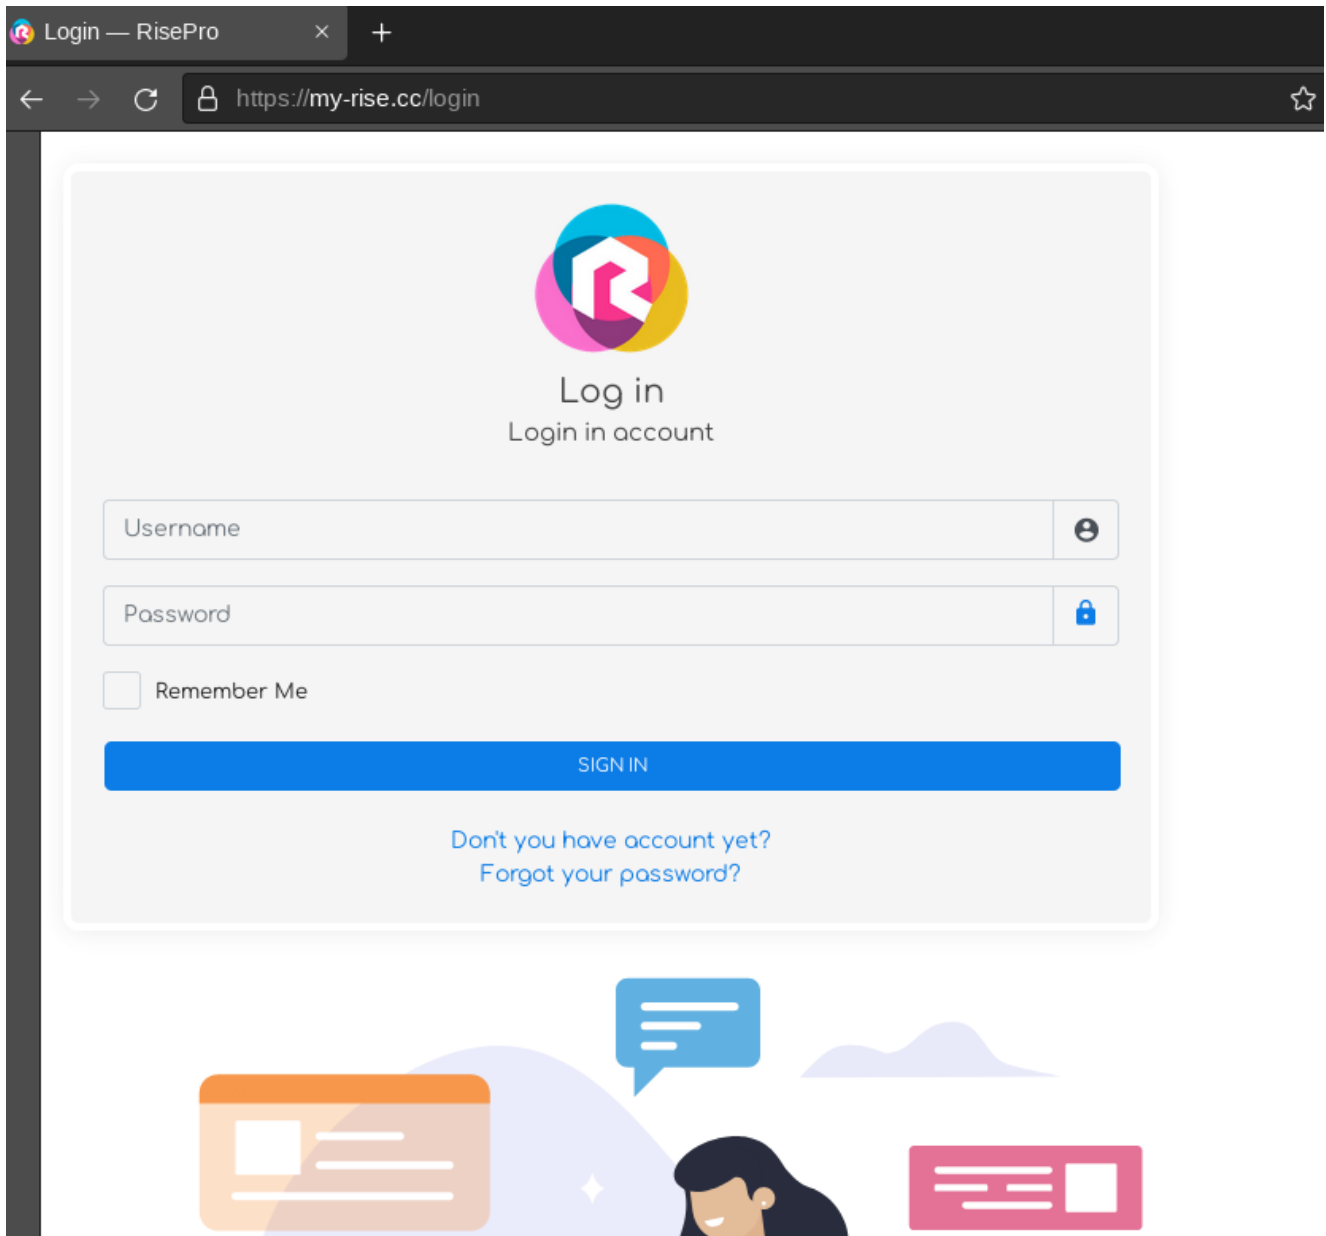 Login — RisePro
https://my-rise.cc/login
Log in
Login in account
Username
Password
Remember Me
SIGN IN
Don't you have account yet?
Forgot your password?